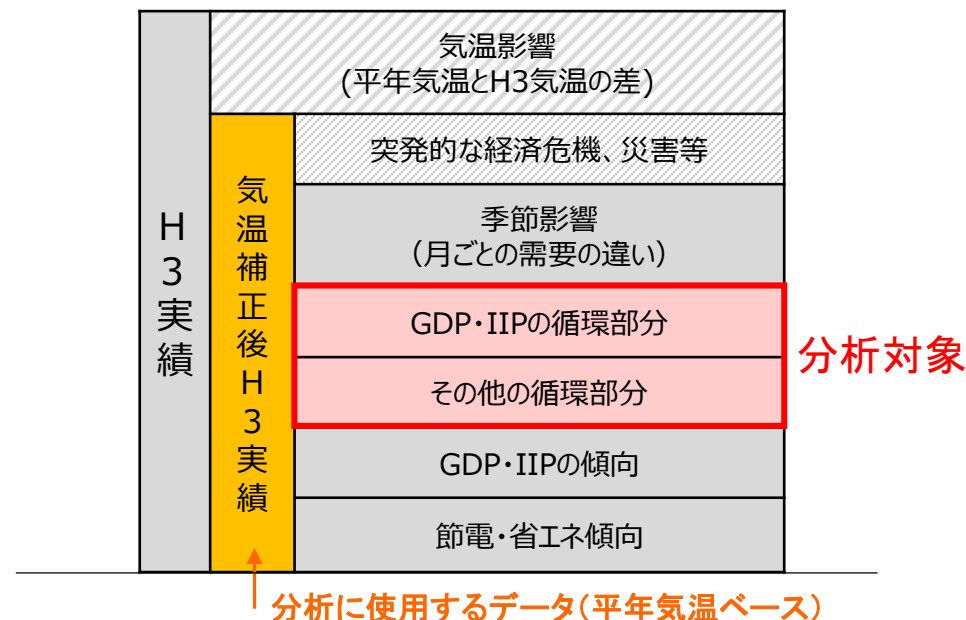 H3実績
気温補正後H3実績
気温影響
(平年気温とH3気温の差)
突発的な経済危機、災害等
季節影響
(月ごとの需要の違い)
GDP・IIPの循環部分
その他の循環部分
GDP・IIPの傾向
節電・省エネ傾向
分析対象
分析に使用するデータ(平年気温ベース)